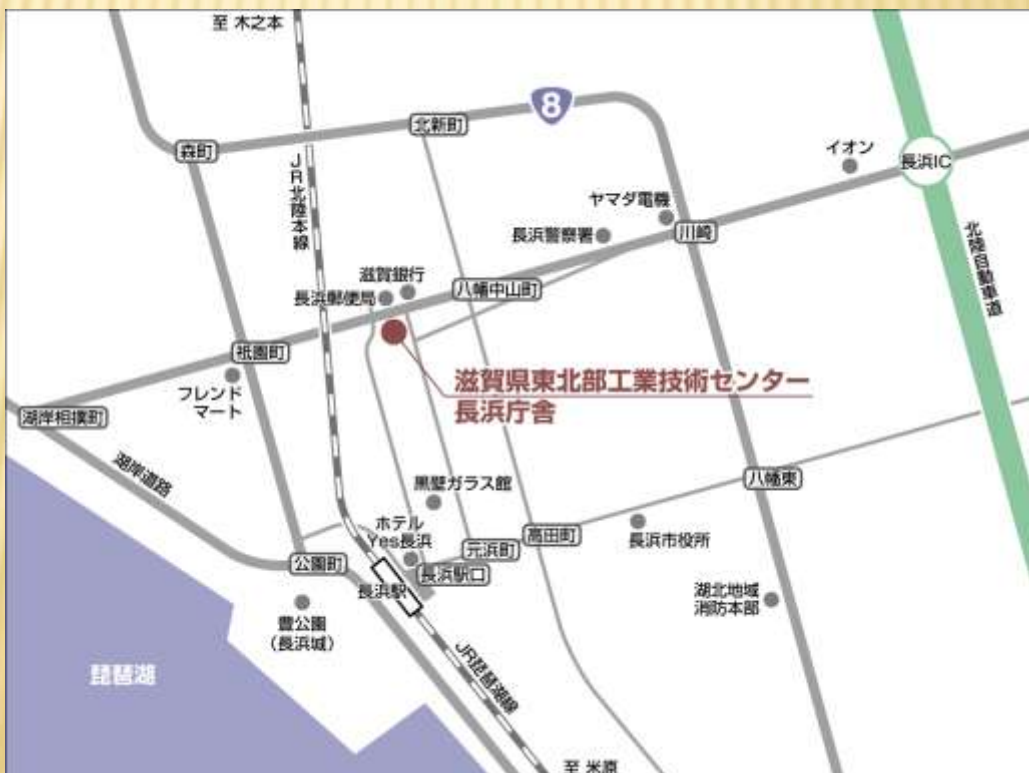 至 木之本
8
北新町
森町
JR北陸本線
イオン
長浜IC
ヤマダ電機
長浜警察署
川崎
北陸自動車道
滋賀銀行
長浜郵便局
八幡中山町
祇園町
滋賀県東北部工業技術センター
長浜庁舎
フレンド
マート
湖岸相撲町
湖岸道路
黒壁ガラス館
八幡東
ホテル
Yes長浜
高田町
元浜町
長浜市役所
公園町
長浜駅口
長浜駅
湖北地域
消防本部
豊公園
（長浜城）
琵琶湖
JR琵琶湖線
至 米原